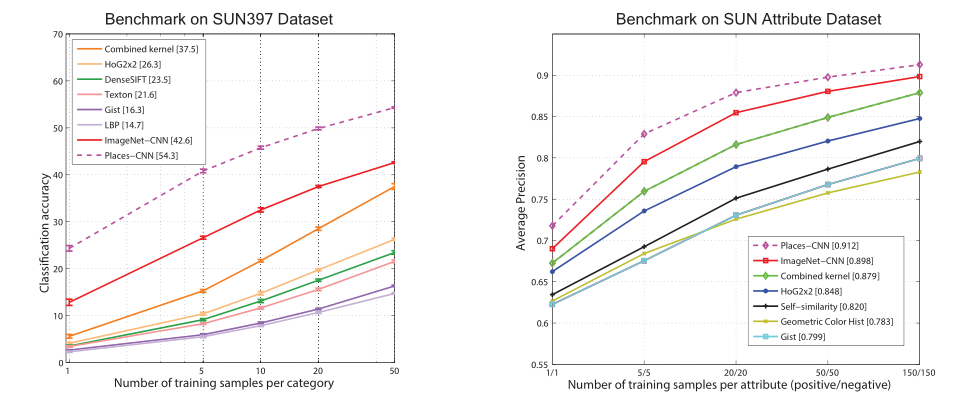 Benchmark on SUN397 Dataset
70
60
50
40
30
20
10
0
Classification accuracy
Combined kernel [37.5]
HoG2x2 [26.3]
DenseSIFT [23.5]
Texton [21.6]
Gist [16.3]
LBP [14.7]
ImageNet−CNN [42.6]
Places−CNN [54.3]
1
5
10
20
50
Number of training samples per category
Benchmark on SUN Attribute Dataset
0.9
0.85
0.8
0.75
0.7
0.65
0.6
0.55
Average Precision
Places−CNN [0.912]
ImageNet−CNN [0.898]
Combined kernel [0.879]
HoG2x2 [0.848]
Self−similarity [0.820]
Geometric Color Hist [0.783]
Gist [0.799]
1/1
5/5
20/20
50/50
150/150
Number of training samples per attribute (positive/negative)